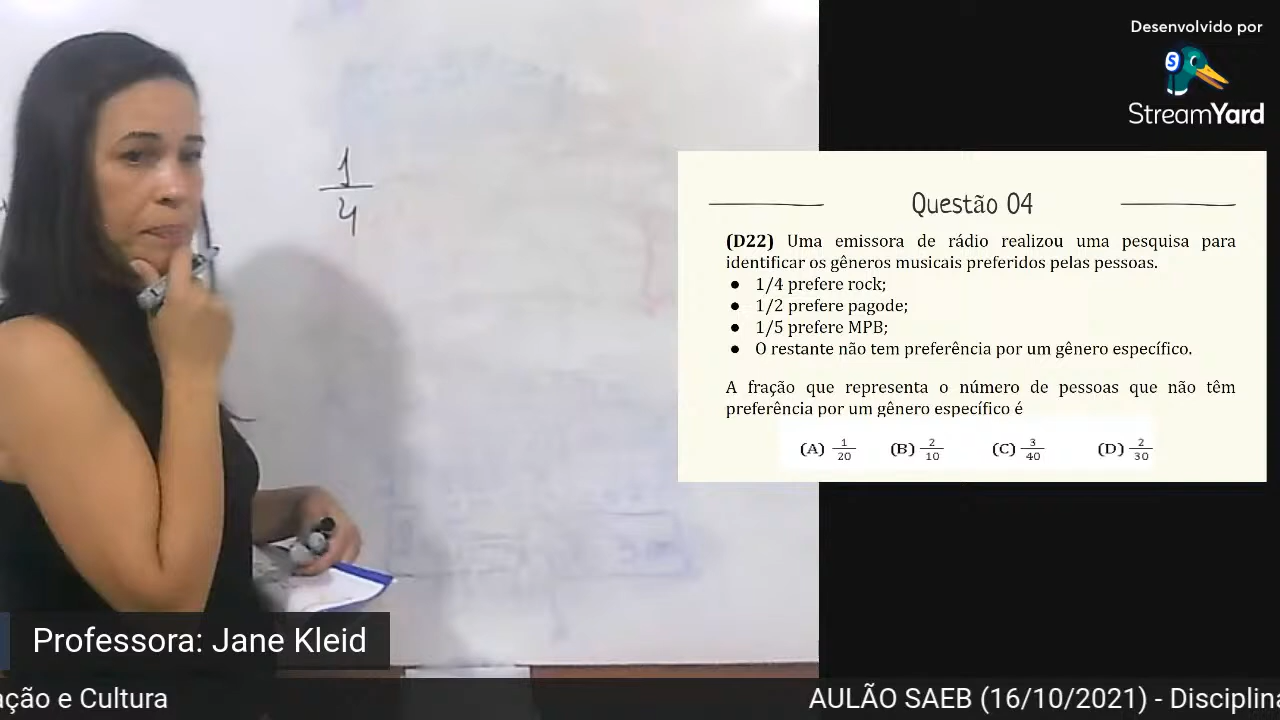 1
4
Desenvolvido por
S
StreamYard
Questão 04
(D22) Uma emissora de rádio realizou uma pesquisa para
identificar os gêneros musicais preferidos pelas pessoas.
● 1/4 prefere rock;
● 1/2 prefere pagode;
● 1/5 prefere MPB;
● O restante não tem preferência por um gênero específico.
A fração que representa o número de pessoas que não têm
preferência por um gênero específico é
(A) 1/20 (B) 2/10 (C) 3/40 (D) 2/30
Professora: Jane Kleid
ação e Cultura
AULÃO SAEB (16/10/2021) - Disciplina